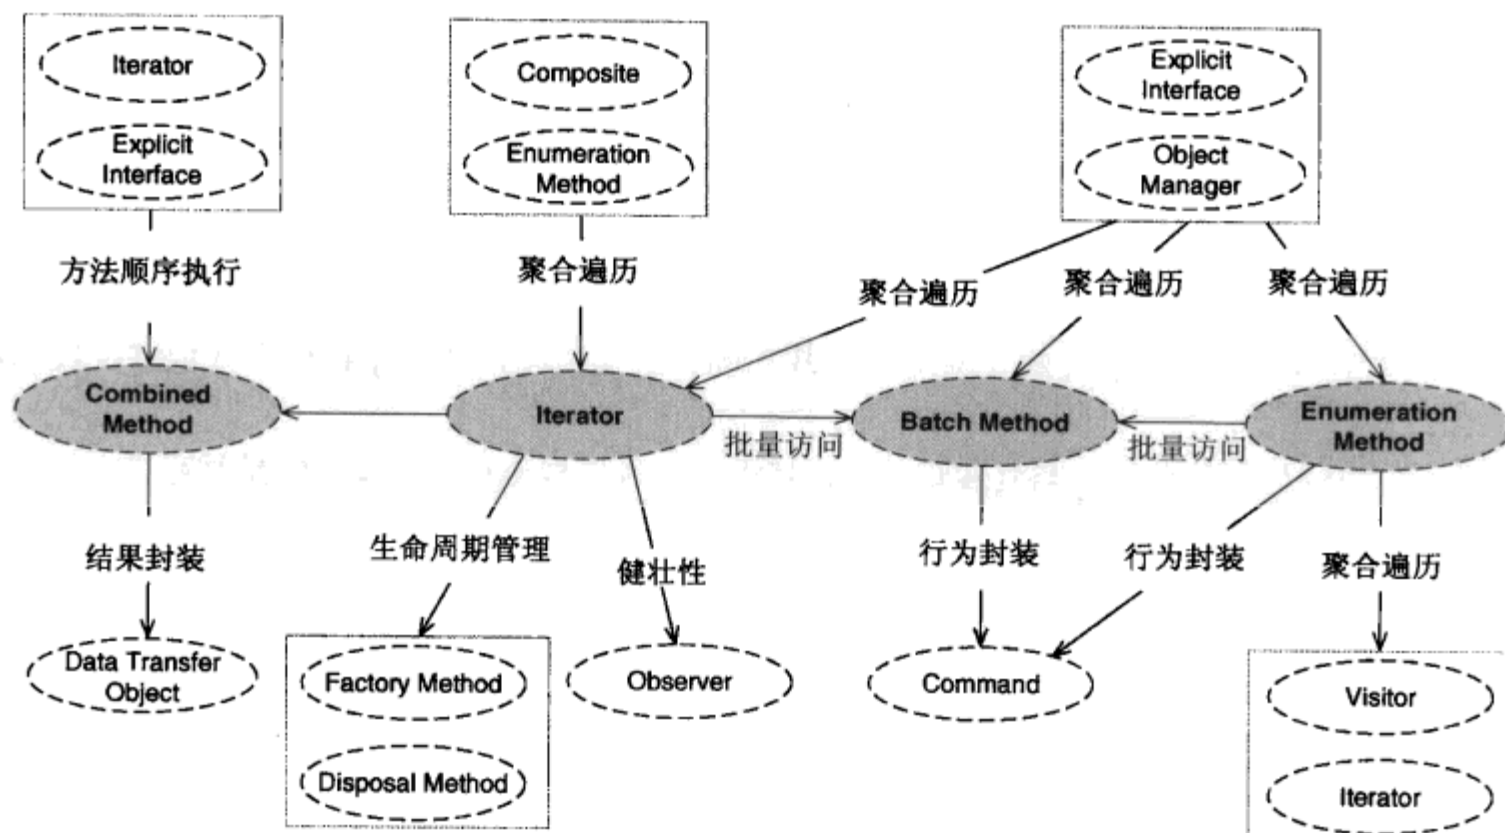 Iterator
Explicit
Interface
Composite
Enumeration
Method
Explicit
Interface
Object
Manager
方法顺序执行
聚合遍历
聚合遍历
聚合遍历
聚合遍历
Combined
Method
Iterator
批量访问
Batch Method
批量访问
Enumeration
Method
结果封装
生命周期管理
健壮性
行为封装
行为封装
聚合遍历
Data Transfer
Object
Factory Method
Disposal Method
Observer
Command
Visitor
Iterator